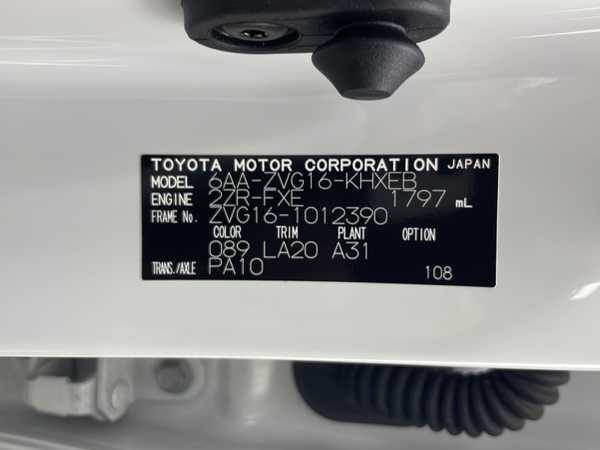 TOYOTA MOTOR CORPORATION JAPAN
MODEL 6AA-ZVG16-KHXEB
ENGINE 2ZR-FXE 1797 mL
FRAME No. ZVG16-1012390
COLOR TRIM PLANT OPTION
089 LA20 A31
TRANS./AXLE PA10 108